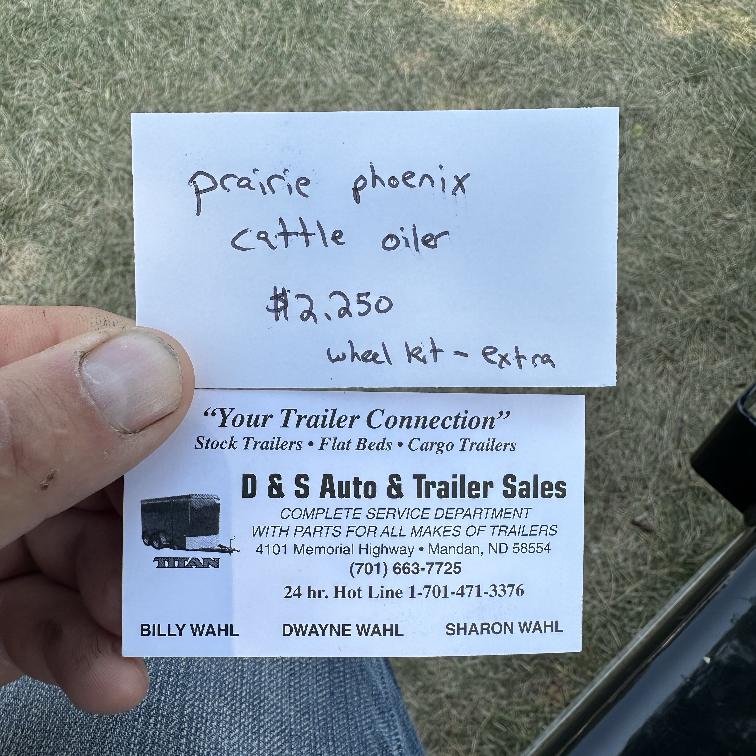 prairie phoenix
cattle oiler
$2,250
wheel kit - extra
"Your Trailer Connection"
Stock Trailers • Flat Beds • Cargo Trailers
D & S Auto & Trailer Sales
COMPLETE SERVICE DEPARTMENT
WITH PARTS FOR ALL MAKES OF TRAILERS
4101 Memorial Highway • Mandan, ND 58554
TITAN
(701) 663-7725
24 hr. Hot Line 1-701-471-3376
BILLY WAHL DWAYNE WAHL SHARON WAHL